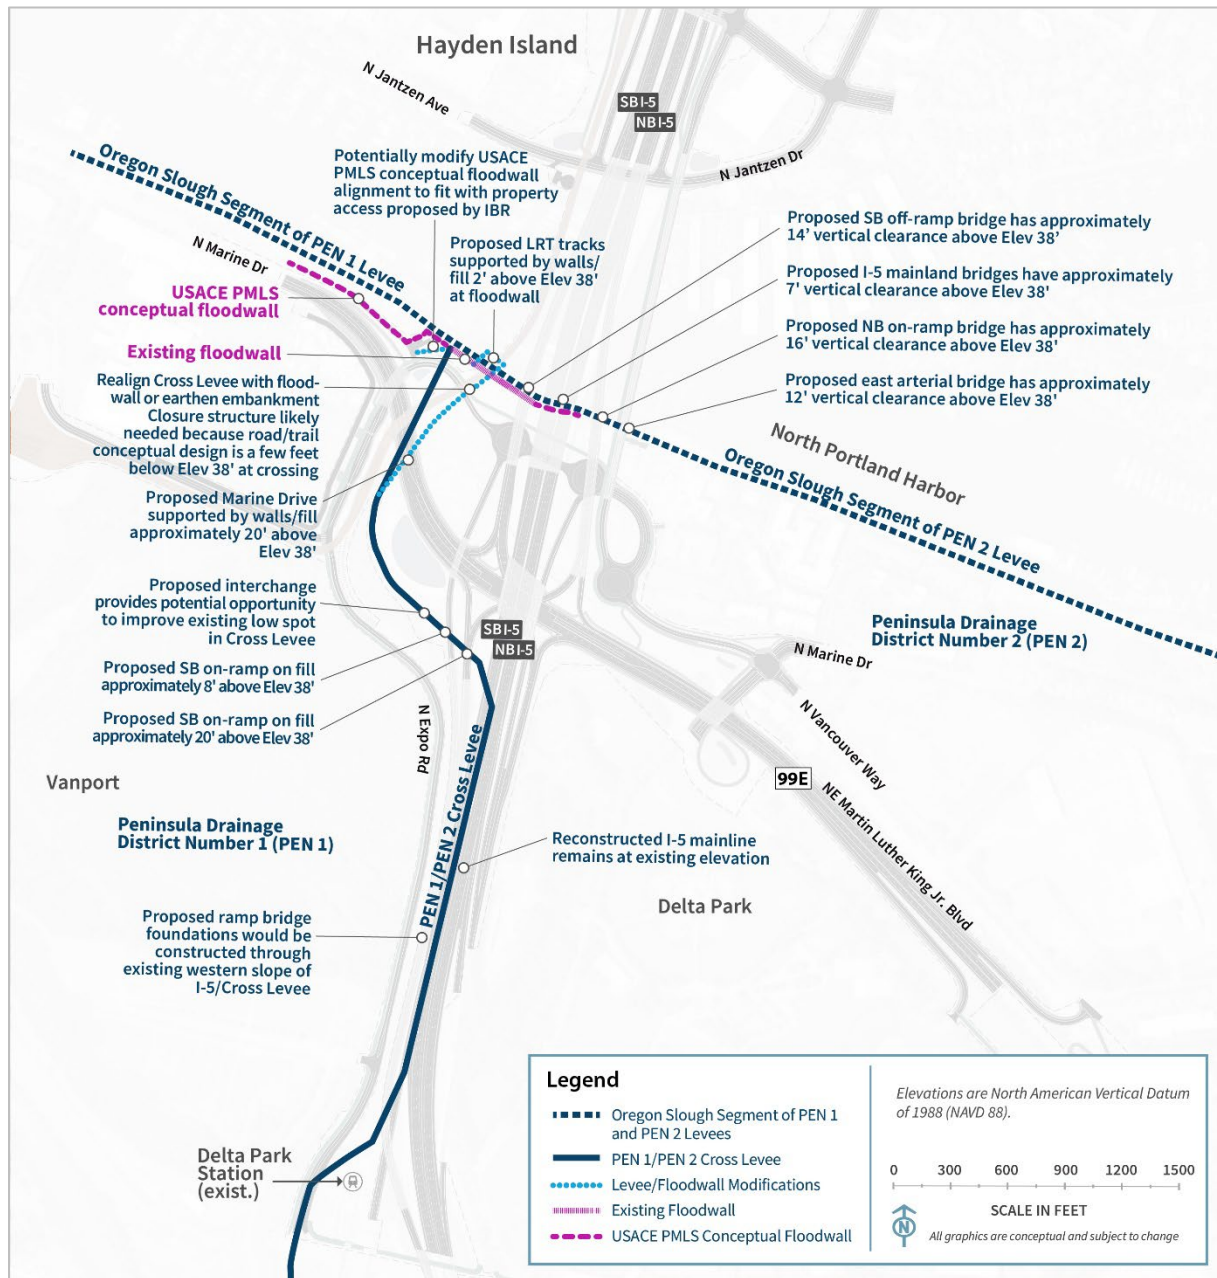 Hayden Island
N Jantzen Ave
SB I-5
NB I-5
N Jantzen Dr
Oregon Slough Segment of PEN 1 Levee
Potentially modify USACE
PMLS conceptual floodwall
alignment to fit with property
access proposed by IBR
Proposed LRT tracks
supported by walls/
fill 2' above Elev 38'
at floodwall
Proposed SB off-ramp bridge has approximately
14' vertical clearance above Elev 38'
Proposed I-5 mainland bridges have approximately
7' vertical clearance above Elev 38'
Proposed NB on-ramp bridge has approximately
16' vertical clearance above Elev 38'
Proposed east arterial bridge has approximately
12' vertical clearance above Elev 38'
N Marine Dr
USACE PMLS
conceptual floodwall
Existing floodwall
Realign Cross Levee with flood-
wall or earthen embankment
Closure structure likely
needed because road/trail
conceptual design is a few feet
below Elev 38' at crossing
Proposed Marine Drive
supported by walls/fill
approximately 20' above
Elev 38'
Proposed interchange
provides potential opportunity
to improve existing low spot
in Cross Levee
Proposed SB on-ramp on fill
approximately 8' above Elev 38'
Proposed SB on-ramp on fill
approximately 20' above Elev 38'
North Portland Harbor
Oregon Slough Segment of PEN 2 Levee
Peninsula Drainage
District Number 2 (PEN 2)
SB I-5
NB I-5
N Marine Dr
N Vancouver Way
99E
NE Martin Luther King Jr. Blvd
N Expo Rd
PEN 1/PEN 2 Cross Levee
Vanport
Peninsula Drainage
District Number 1 (PEN 1)
Reconstructed I-5 mainline
remains at existing elevation
Delta Park
Proposed ramp bridge
foundations would be
constructed through
existing western slope of
I-5/Cross Levee
Delta Park
Station
(exist.)
Legend
Oregon Slough Segment of PEN 1
and PEN 2 Levees
PEN 1/PEN 2 Cross Levee
Levee/Floodwall Modifications
Existing Floodwall
USACE PMLS Conceptual Floodwall
Elevations are North American Vertical Datum
of 1988 (NAVD 88).
0 300 600 900 1200 1500
SCALE IN FEET
N
All graphics are conceptual and subject to change